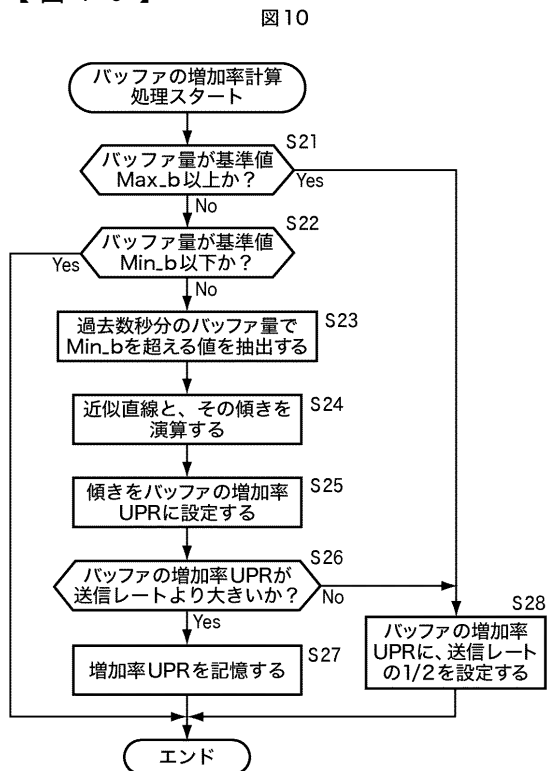 【図10】
図10
バッファの増加率計算
処理スタート
S21
バッファ量が基準値
Max_b以上か?
Yes
No
S22
バッファ量が基準値
Min_b以下か?
Yes
No
過去数秒分のバッファ量で
Min_bを超える値を抽出する
S23
近似直線と、その傾きを
演算する
S24
傾きをバッファの増加率
UPRに設定する
S25
S26
バッファの増加率UPRが
送信レートより大きいか?
No
Yes
S28
バッファの増加率
UPRに、送信レート
の1/2を設定する
増加率UPRを記憶する
S27
エンド